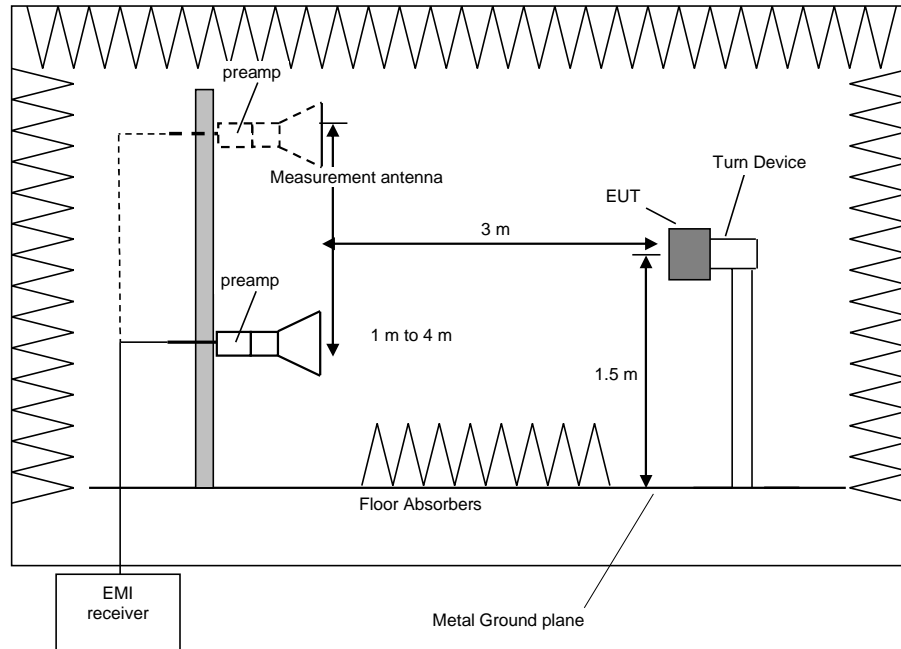 preamp
Measurement antenna
Turn Device
EUT
3 m
preamp
1 m to 4 m
1.5 m
Floor Absorbers
EMI
receiver
Metal Ground plane